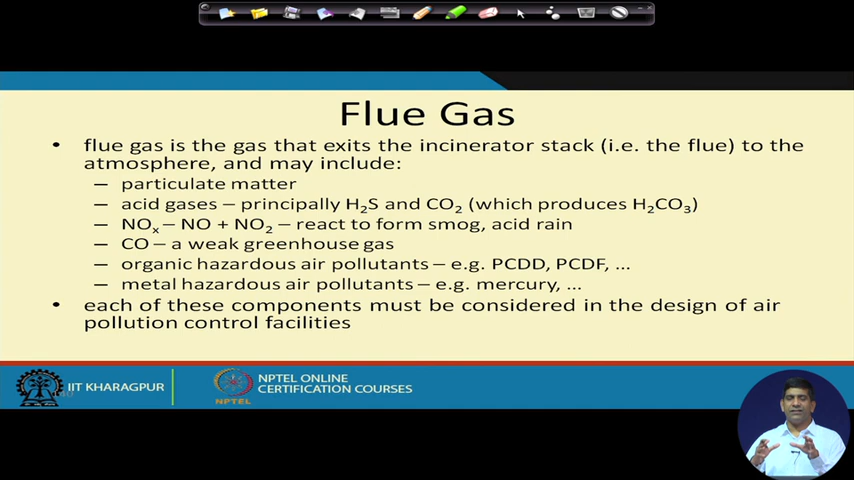 Flue Gas
• flue gas is the gas that exits the incinerator stack (i.e. the flue) to the
atmosphere, and may include:
– particulate matter
– acid gases – principally H₂S and CO₂ (which produces H₂CO₃)
– NOₓ – NO + NO₂ – react to form smog, acid rain
– CO – a weak greenhouse gas
– organic hazardous air pollutants – e.g. PCDD, PCDF, ...
– metal hazardous air pollutants – e.g. mercury, ...
• each of these components must be considered in the design of air
pollution control facilities
IIT KHARAGPUR
NPTEL
NPTEL ONLINE
CERTIFICATION COURSES